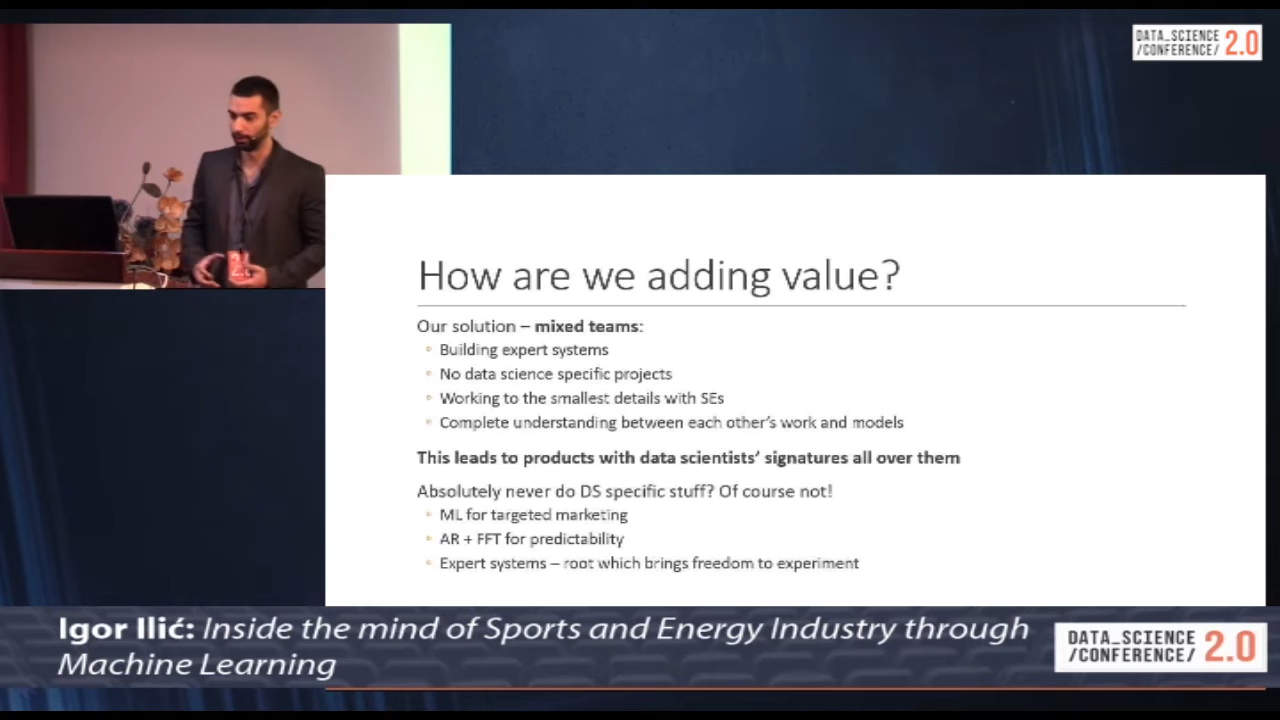 DATA_SCIENCE
/CONFERENCE/ 2.0
How are we adding value?
Our solution – mixed teams:
◦ Building expert systems
◦ No data science specific projects
◦ Working to the smallest details with SEs
◦ Complete understanding between each other's work and models
This leads to products with data scientists' signatures all over them
Absolutely never do DS specific stuff? Of course not!
◦ ML for targeted marketing
◦ AR + FFT for predictability
◦ Expert systems – root which brings freedom to experiment
Igor Ilić: Inside the mind of Sports and Energy Industry through
Machine Learning
DATA_SCIENCE
/CONFERENCE/ 2.0